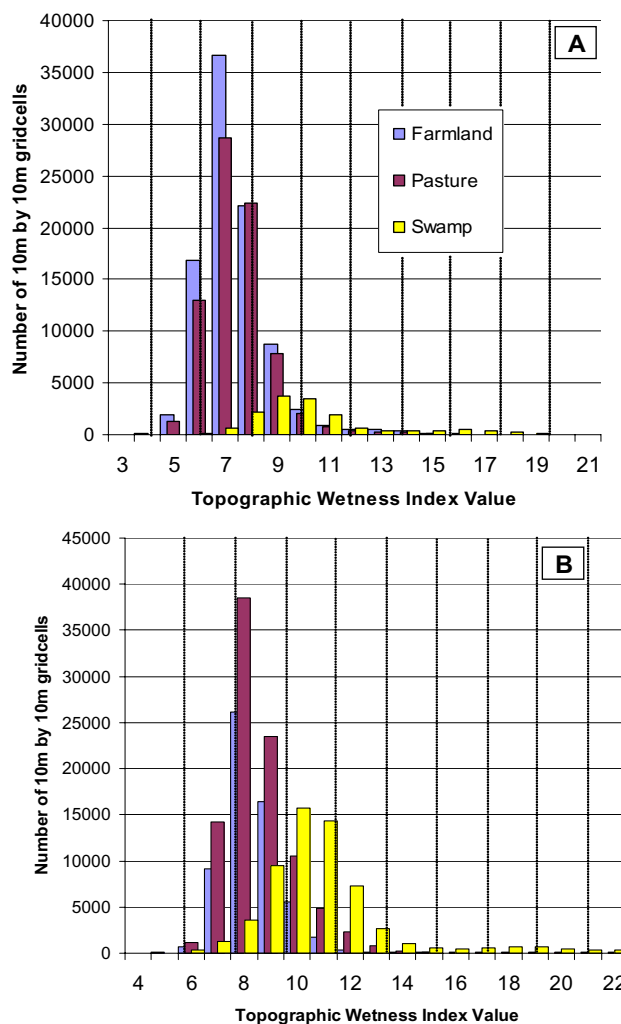 40000
A
35000
30000
Farmland
25000
Pasture
20000
Swamp
15000
10000
5000
0
3 5 7 9 11 13 15 17 19 21
Number of 10m by 10m gridcells
Topographic Wetness Index Value
45000
B
40000
35000
30000
25000
20000
15000
10000
5000
0
4 6 8 10 12 14 16 18 20 22
Number of 10m by 10m gridcells
Topographic Wetness Index Value